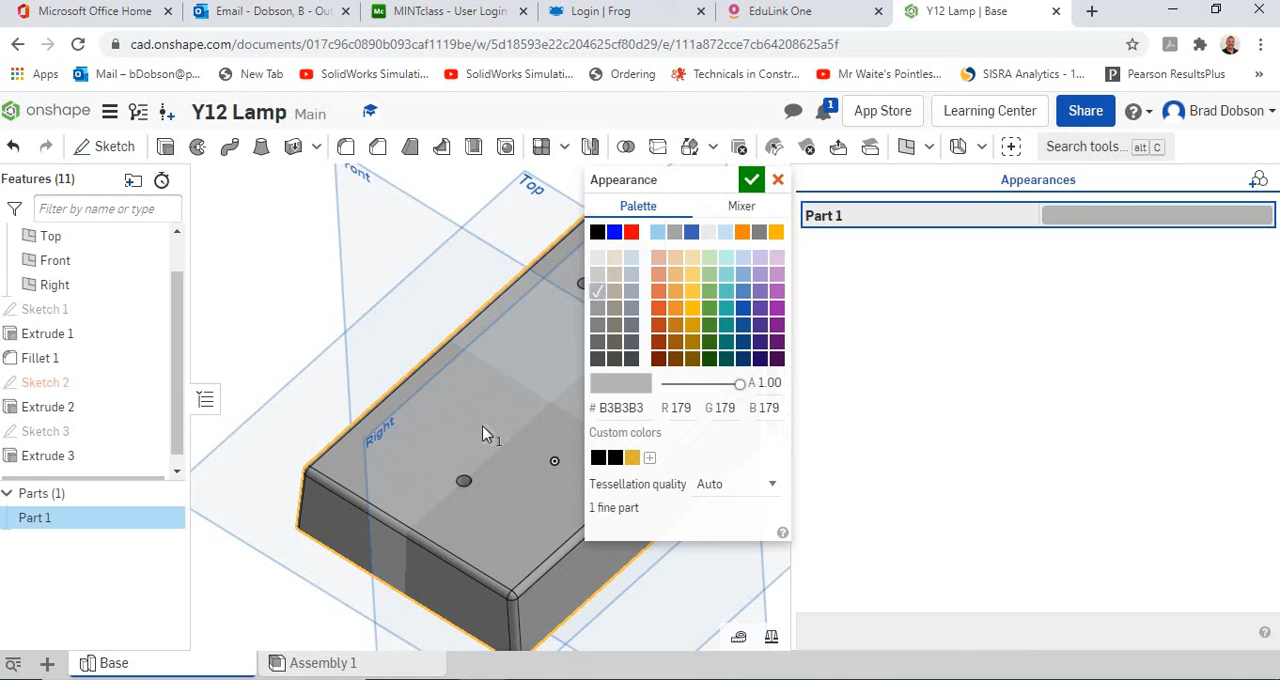 Microsoft Office Home
Email - Dobson, B - Out
MINTclass - User Login
Login | Frog
EduLink One
Y12 Lamp | Base
cad.onshape.com/documents/017c96c0890b093caf1119be/w/5d18593e22c204625cf80d29/e/111a872cce7cb64208625a5f
Apps
Mail – bDobson@p...
New Tab
SolidWorks Simulati...
SolidWorks Simulati...
Ordering
Technicals in Constr...
Mr Waite's Pointles...
SISRA Analytics - 1...
Pearson ResultsPlus
»
onshape
Y12 Lamp Main
1
App Store
Learning Center
Share
Brad Dobson
Sketch
Search tools... alt C
Features (11)
Filter by name or type
Top
Front
Right
Sketch 1
Extrude 1
Fillet 1
Sketch 2
Extrude 2
Sketch 3
Extrude 3
Parts (1)
Part 1
ront
Top
Right
1
Appearance
Palette
Mixer
A 1.00
# B3B3B3 R 179 G 179 B 179
Custom colors
Tessellation quality Auto
1 fine part
Appearances
Part 1
Base
Assembly 1